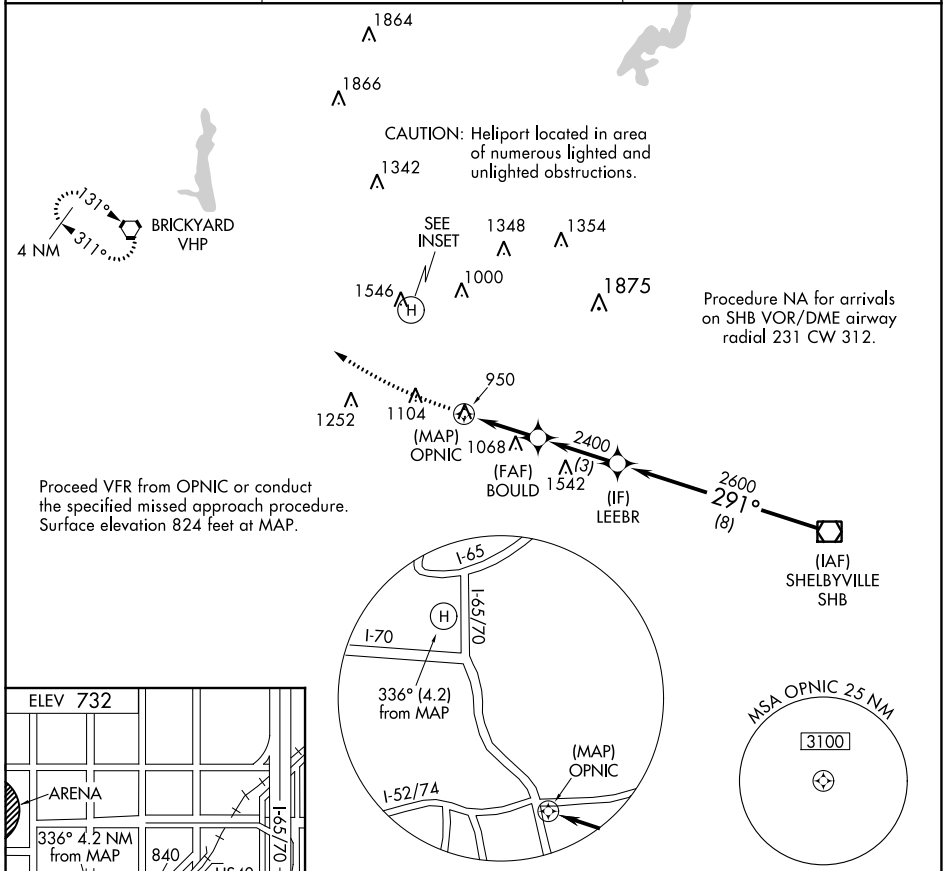 1864
1866
CAUTION: Heliport located in area
of numerous lighted and
unlighted obstructions.
1342
131°
311°
4 NM
BRICKYARD
VHP
SEE
INSET
1348
1354
1000
1546
H
1875
Procedure NA for arrivals
on SHB VOR/DME airway
radial 231 CW 312.
950
1252
1104
(MAP)
OPNIC
1068
(FAF)
BOULD
2400
(3)
1542
(IF)
LEEBR
2600
291°
(8)
(IAF)
SHELBYVILLE
SHB
Proceed VFR from OPNIC or conduct
the specified missed approach procedure.
Surface elevation 824 feet at MAP.
I-65
H
I-65/70
I-70
336° (4.2)
from MAP
(MAP)
OPNIC
I-52/74
MSA OPNIC 25 NM
3100
ELEV 732
ARENA
336° 4.2 NM
from MAP
840
I-65/70